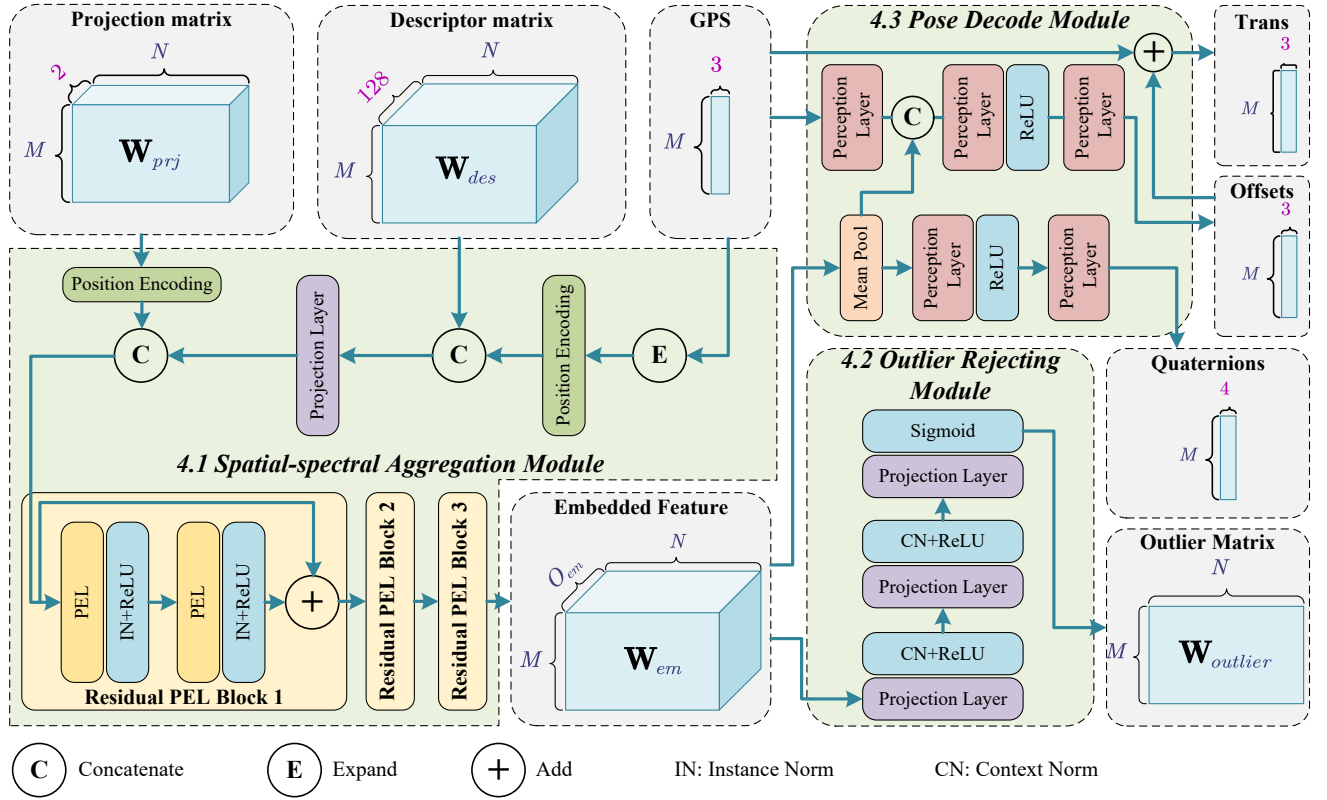 Projection matrix
2
N
M
W_prj
Descriptor matrix
128
N
M
W_des
GPS
3
M
4.3 Pose Decode Module
+
Perception Layer
C
Perception Layer
ReLU
Perception Layer
Mean Pool
Perception Layer
ReLU
Perception Layer
Trans
3
M
Offsets
3
M
Quaternions
4
M
Position Encoding
C
Projection Layer
C
Position Encoding
E
4.1 Spatial-spectral Aggregation Module
PEL
IN+ReLU
PEL
IN+ReLU
+
Residual PEL Block 1
Residual PEL Block 2
Residual PEL Block 3
Embedded Feature
O_em
N
M
W_em
4.2 Outlier Rejecting
Module
Sigmoid
Projection Layer
CN+ReLU
Projection Layer
CN+ReLU
Projection Layer
Outlier Matrix
N
M
W_outlier
C Concatenate
E Expand
+ Add
IN: Instance Norm
CN: Context Norm